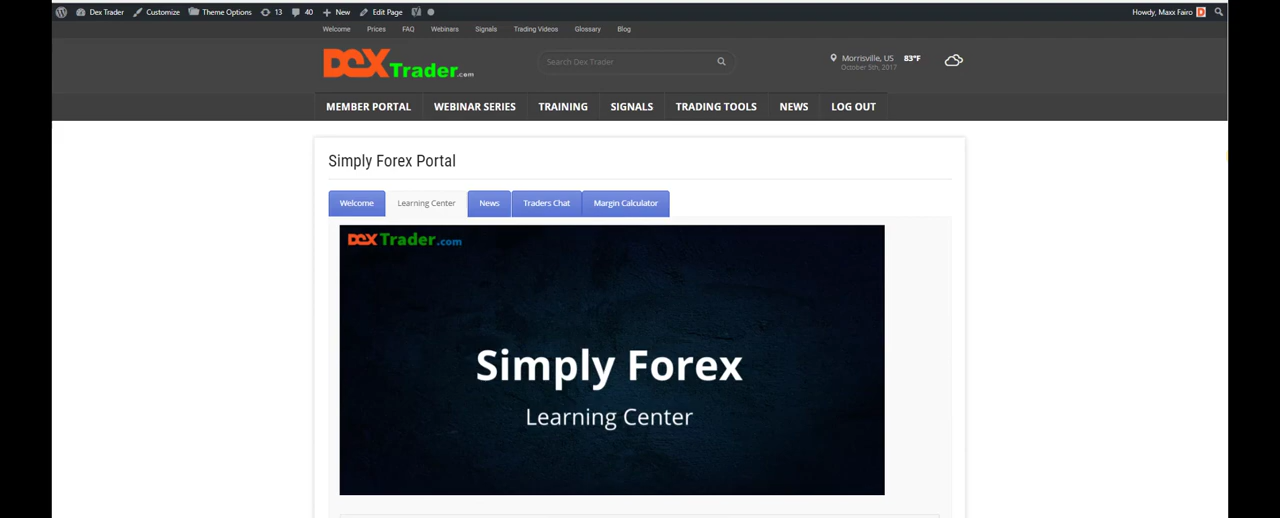 Dex Trader Customize Theme Options 13 40 New Edit Page Howdy, Maxx Fairo
Welcome Prices FAQ Webinars Signals Trading Videos Glossary Blog
DEXTrader.com
Search Dex Trader
Morrisville, US 83°F
October 5th, 2017
MEMBER PORTAL WEBINAR SERIES TRAINING SIGNALS TRADING TOOLS NEWS LOG OUT
Simply Forex Portal
Welcome Learning Center News Traders Chat Margin Calculator
DEXTrader.com
Simply Forex
Learning Center